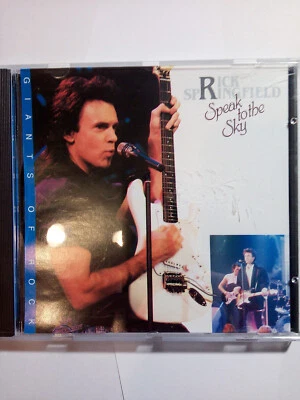 GIANTS OF ROCK
RICK
SPRINGFIELD
Speak
to the
Sky